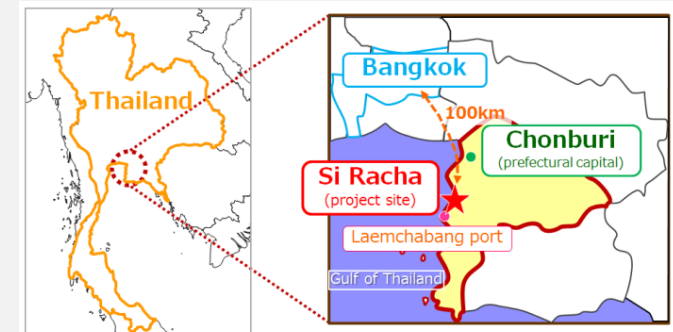 Thailand
Bangkok
100km
Chonburi
(prefectural capital)
Si Racha
(project site)
Laemchabang port
Gulf of Thailand